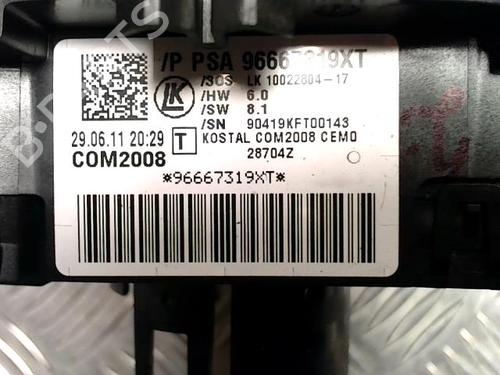 /P PSA 96667319XT
/SOS LK 10022804-17
/HW 6.0
/SW 8.1
/SN 90419KFT00143
29.06.11 20:29 T KOSTAL COM2008 CEM0
COM2008 28704Z
*96667319XT*